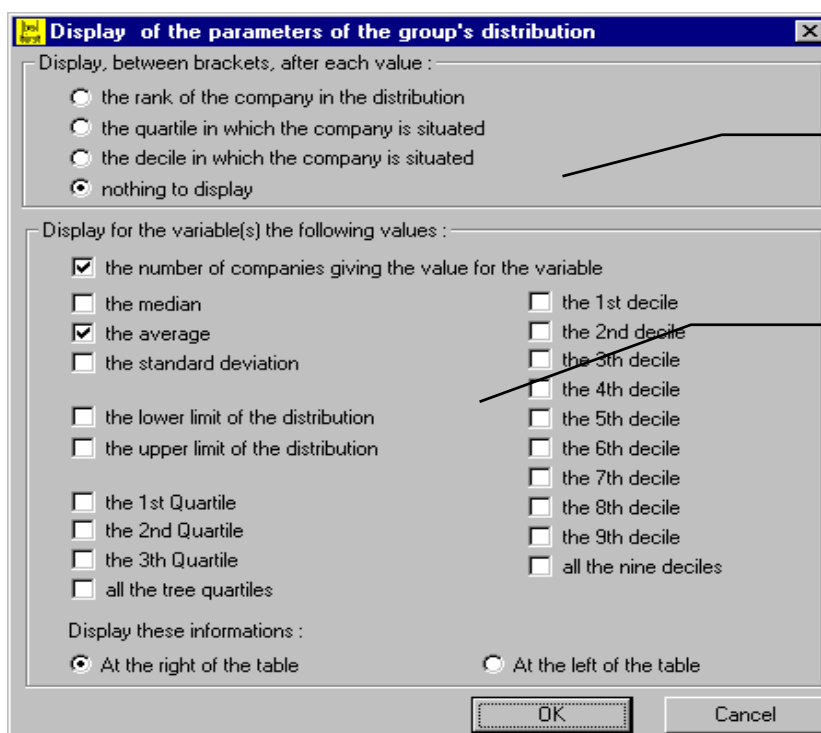 bel first Display of the parameters of the group's distribution
Display, between brackets, after each value :
the rank of the company in the distribution
the quartile in which the company is situated
the decile in which the company is situated
nothing to display
Display for the variable(s) the following values :
the number of companies giving the value for the variable
the median
the average
the standard deviation
the lower limit of the distribution
the upper limit of the distribution
the 1st Quartile
the 2nd Quartile
the 3th Quartile
all the tree quartiles
the 1st decile
the 2nd decile
the 3th decile
the 4th decile
the 5th decile
the 6th decile
the 7th decile
the 8th decile
the 9th decile
all the nine deciles
Display these informations :
At the right of the table
At the left of the table
OK
Cancel